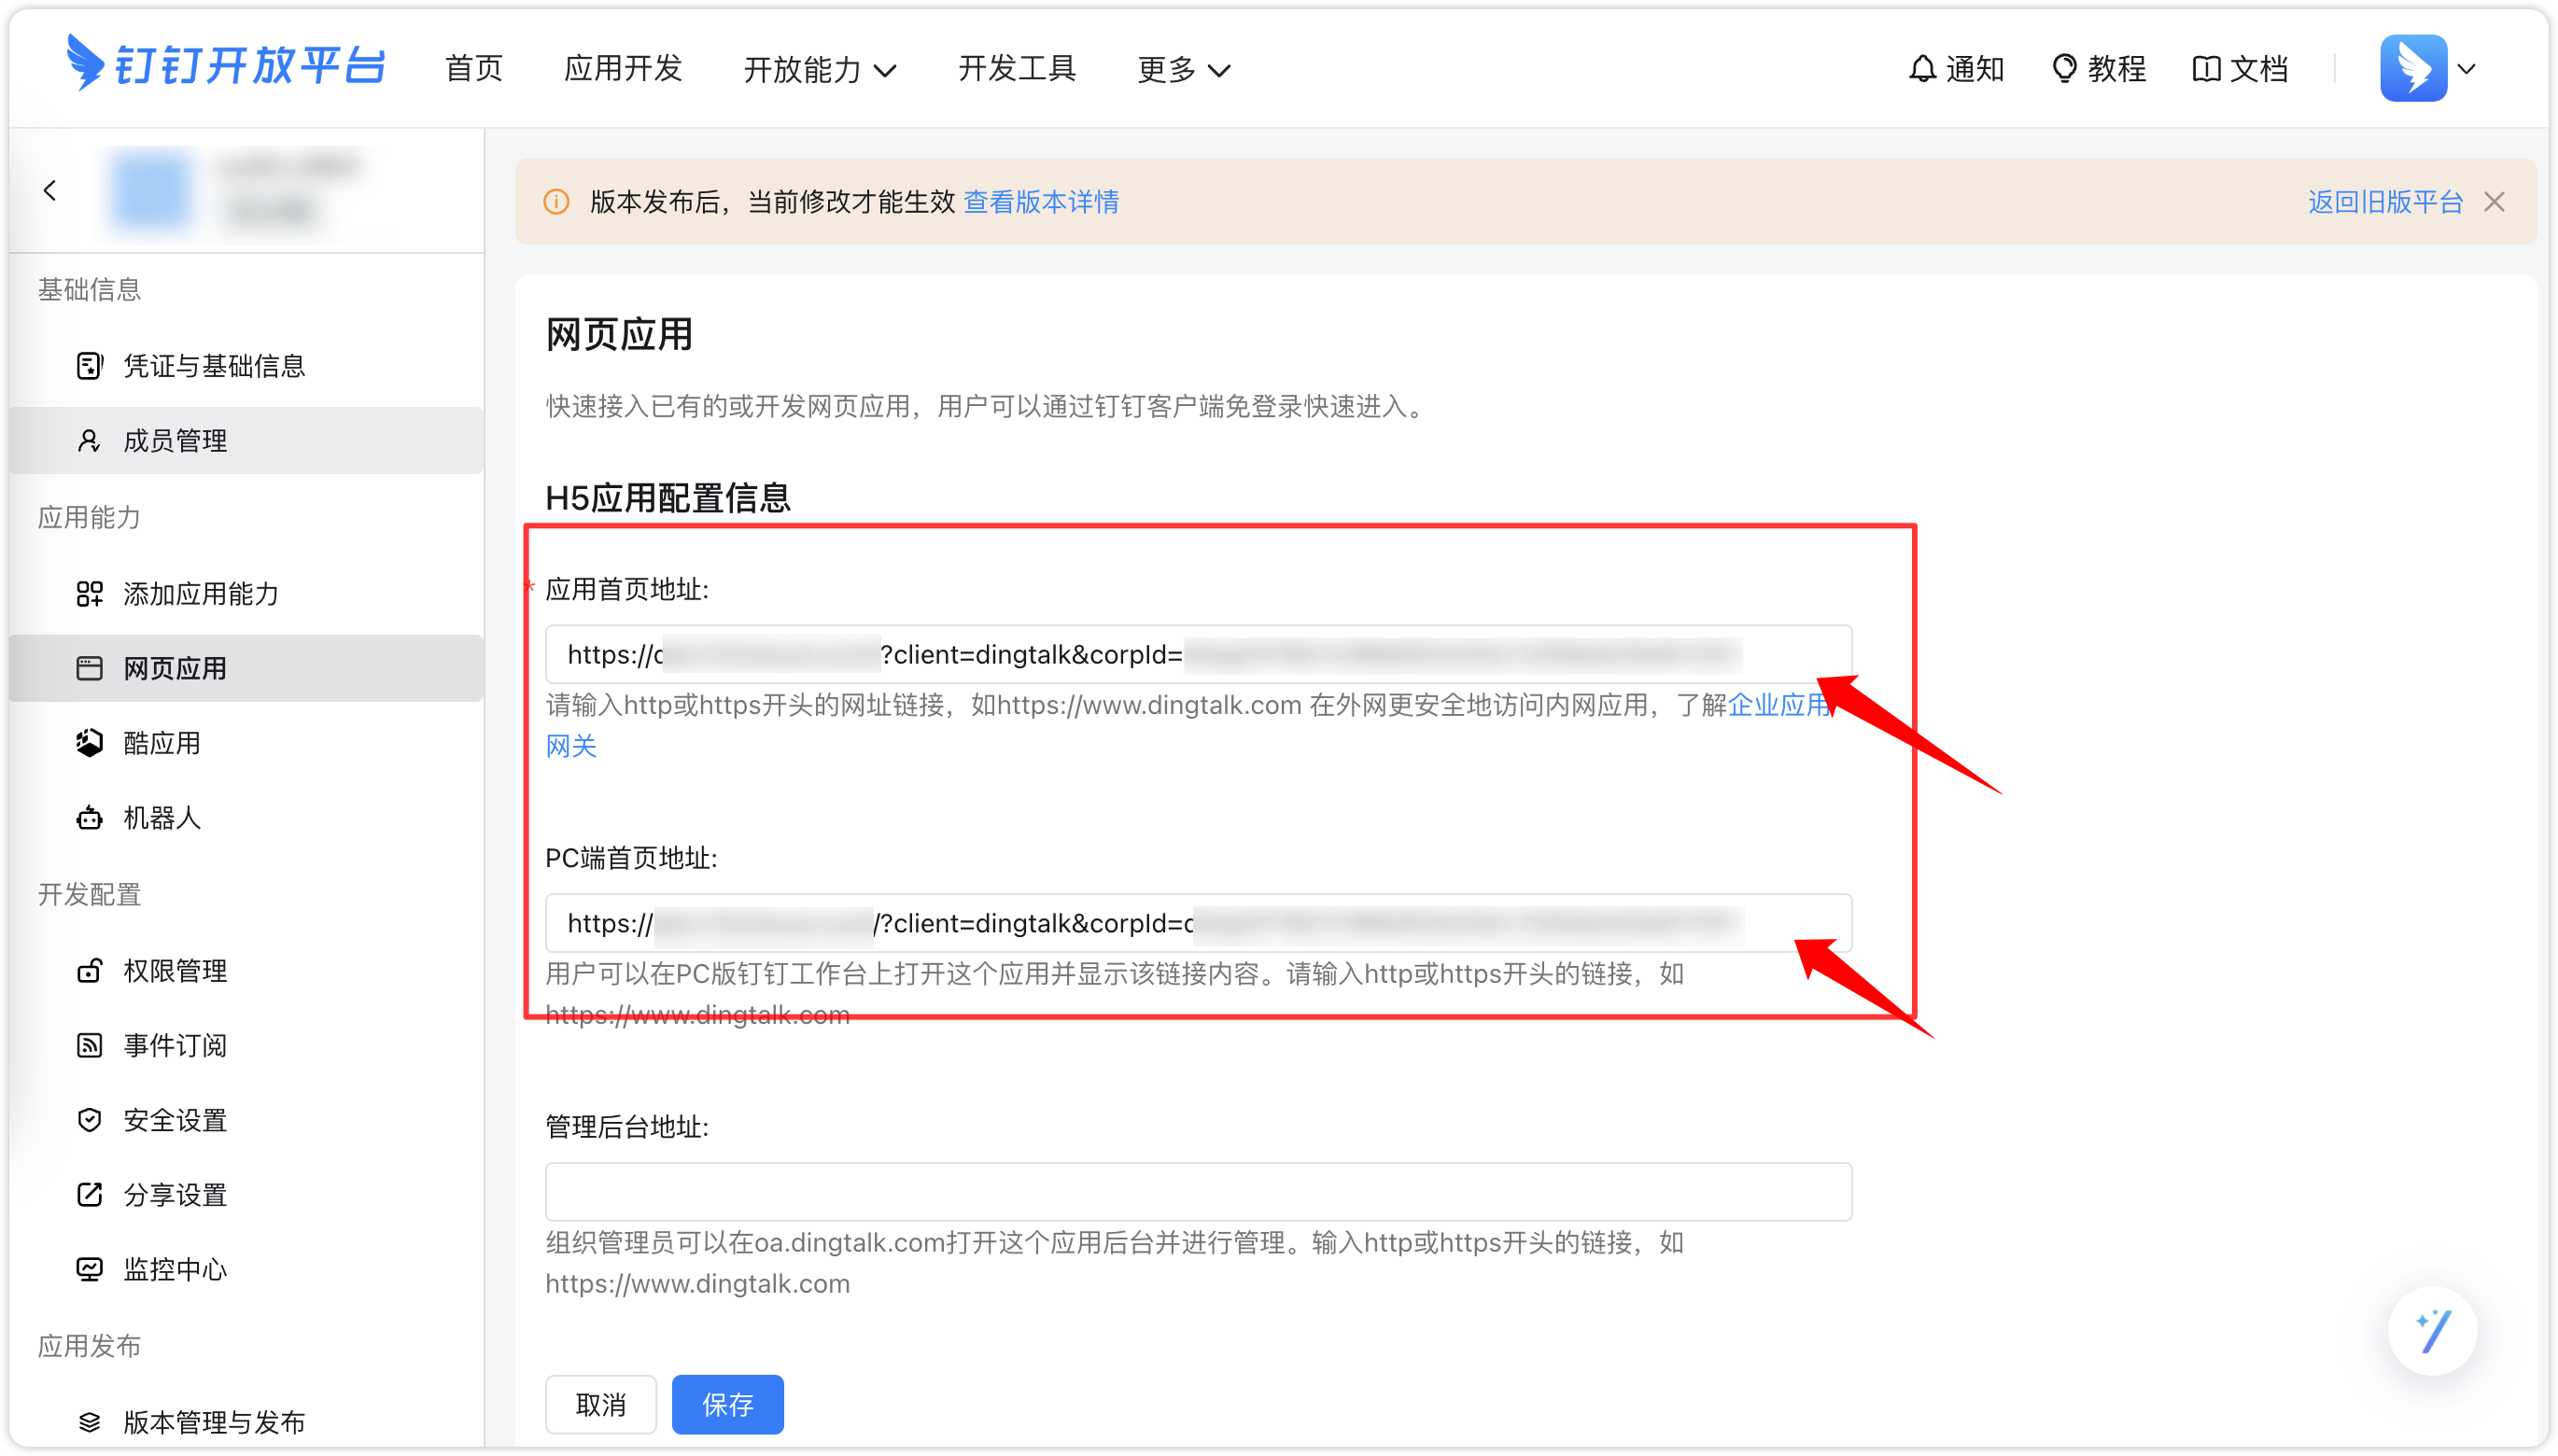 钉钉开放平台 首页 应用开发 开放能力 开发工具 更多 通知 教程 文档
版本发布后，当前修改才能生效 查看版本详情 返回旧版平台
基础信息
凭证与基础信息
成员管理
应用能力
添加应用能力
网页应用
酷应用
机器人
开发配置
权限管理
事件订阅
安全设置
分享设置
监控中心
应用发布
版本管理与发布
网页应用
快速接入已有的或开发网页应用，用户可以通过钉钉客户端免登录快速进入。
H5应用配置信息
* 应用首页地址:
https:// ?client=dingtalk&corpId=
请输入http或https开头的网址链接，如https://www.dingtalk.com 在外网更安全地访问内网应用，了解企业应用
网关
PC端首页地址:
https:// /?client=dingtalk&corpId=
用户可以在PC版钉钉工作台上打开这个应用并显示该链接内容。请输入http或https开头的链接，如
https://www.dingtalk.com
管理后台地址:
组织管理员可以在oa.dingtalk.com打开这个应用后台并进行管理。输入http或https开头的链接，如
https://www.dingtalk.com
取消 保存